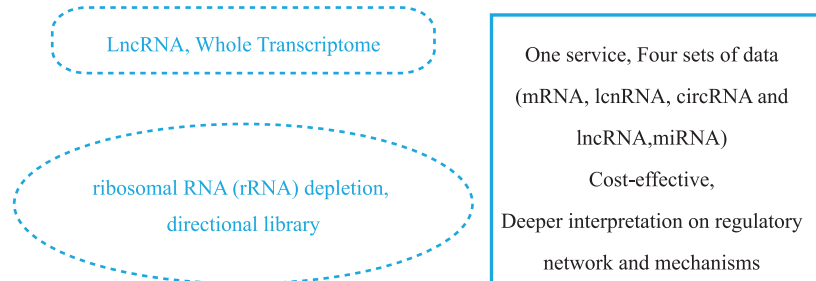 LncRNA, Whole Transcriptome
ribosomal RNA (rRNA) depletion,
directional library
One service, Four sets of data
(mRNA, lcnRNA, circRNA and
lncRNA,miRNA)
Cost-effective,
Deeper interpretation on regulatory
network and mechanisms